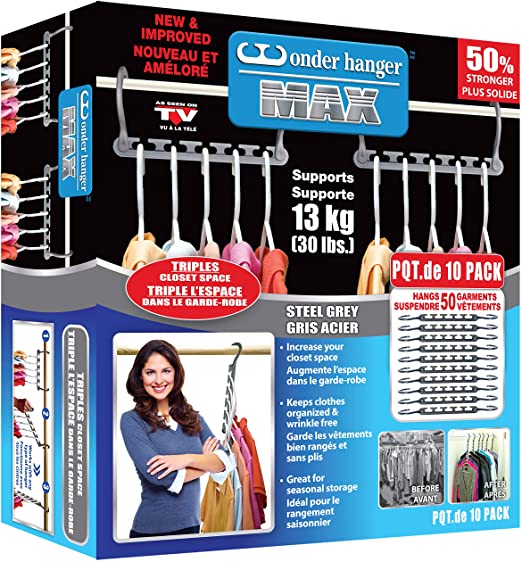 NEW &
IMPROVED
NOUVEAU ET
AMÉLORÉ
Wonder hanger
MAX
50%
STRONGER
PLUS SOLIDE
AS SEEN ON
TV
VU À LA TÉLÉ
Supports
Supporte
13 kg
(30 lbs.)
TRIPLES
CLOSET SPACE
TRIPLE L'ESPACE
DANS LE GARDE-ROBE
PQT.de 10 PACK
HANGS 50 GARMENTS
SUSPENDRE VÊTEMENTS
STEEL GREY
GRIS ACIER
• Increase your
closet space
Augmente l'espace
dans le garde-robe
• Keeps clothes
organized &
wrinkle free
Garde les vêtements
bien rangés et
sans plis
• Great for
seasonal storage
Idéal pour le
rangement
saisonnier
BEFORE
AVANT
AFTER
APRÈS
PQT.de 10 PACK
Wonder hanger
MAX
TRIPLES CLOSET SPACE
TRIPLE L'ESPACE DANS LE GARDE-ROBE
1
2
3